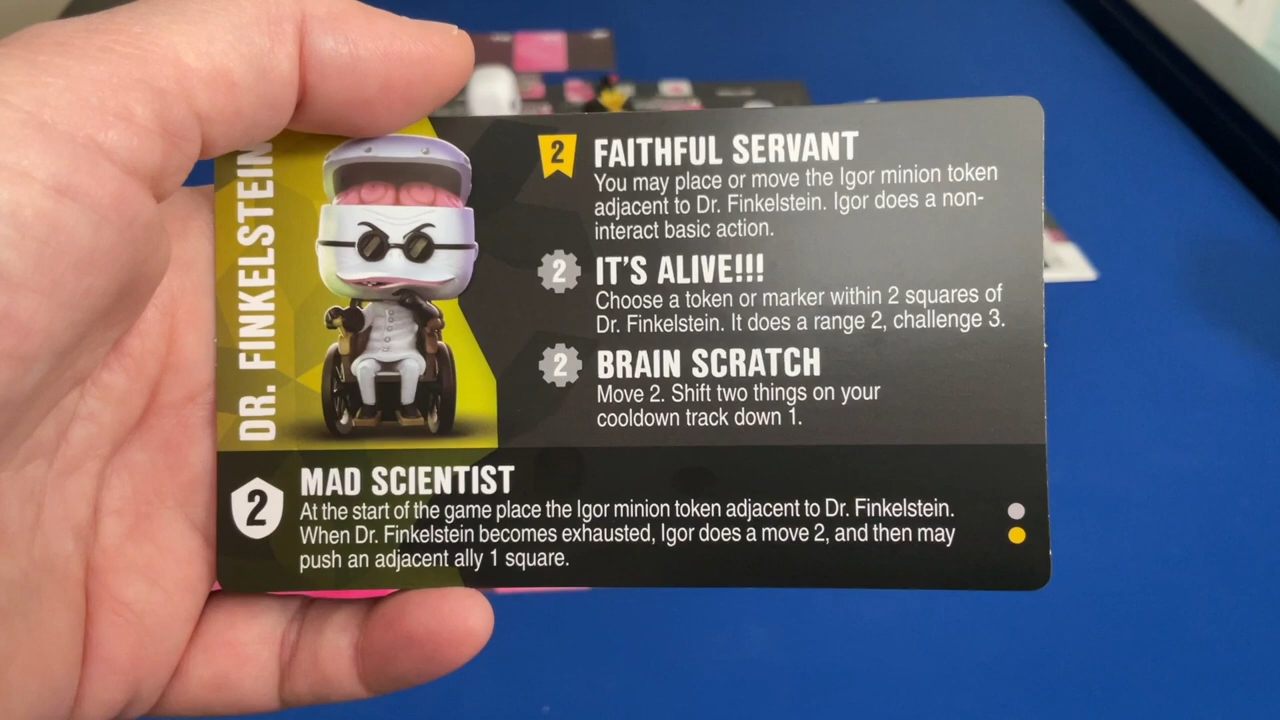 DR. FINKELSTEIN
2 FAITHFUL SERVANT
You may place or move the Igor minion token
adjacent to Dr. Finkelstein. Igor does a non-
interact basic action.
2 IT'S ALIVE!!!
Choose a token or marker within 2 squares of
Dr. Finkelstein. It does a range 2, challenge 3.
2 BRAIN SCRATCH
Move 2. Shift two things on your
cooldown track down 1.
2 MAD SCIENTIST
At the start of the game place the Igor minion token adjacent to Dr. Finkelstein.
When Dr. Finkelstein becomes exhausted, Igor does a move 2, and then may
push an adjacent ally 1 square.